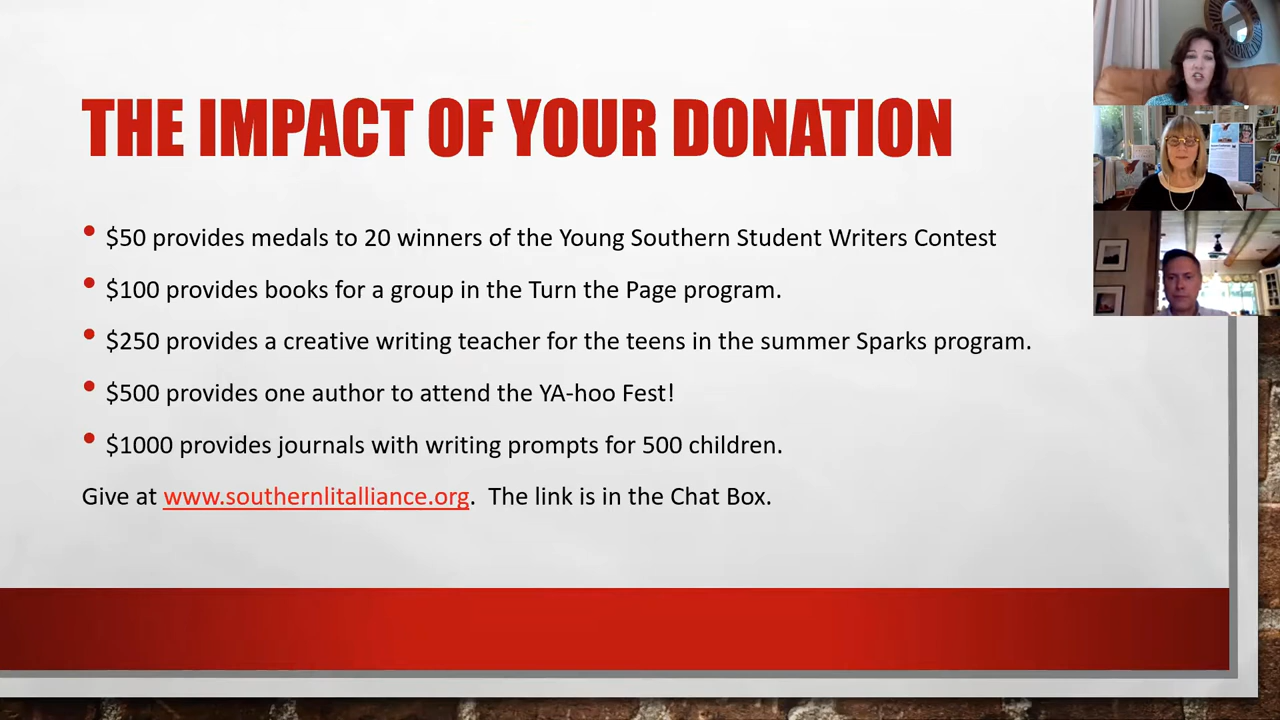 THE IMPACT OF YOUR DONATION
• $50 provides medals to 20 winners of the Young Southern Student Writers Contest
• $100 provides books for a group in the Turn the Page program.
• $250 provides a creative writing teacher for the teens in the summer Sparks program.
• $500 provides one author to attend the YA-hoo Fest!
• $1000 provides journals with writing prompts for 500 children.
Give at www.southernlitalliance.org.  The link is in the Chat Box.